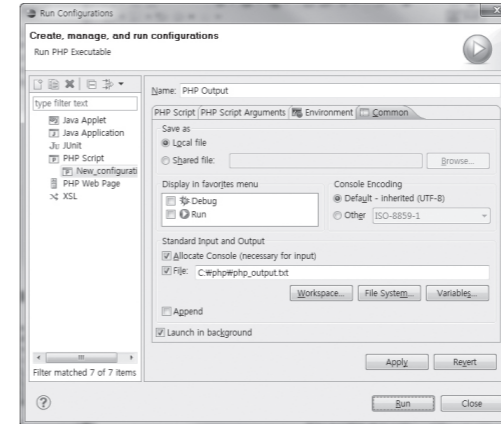 Run Configurations
Create, manage, and run configurations
Run PHP Executable
type filter text
Java Applet
Java Application
Ju JUnit
PHP Script
New_configurati
PHP Web Page
XSL
Filter matched 7 of 7 items
Name: PHP Output
PHP Script PHP Script Arguments Environment Common
Save as
Local file
Shared file: Browse...
Display in favorites menu
Debug
Run
Console Encoding
Default - Inherited (UTF-8)
Other ISO-8859-1
Standard Input and Output
Allocate Console (necessary for input)
File: C:₩php₩php_output.txt
Workspace... File System... Variables...
Append
Launch in background
Apply Revert
Run Close